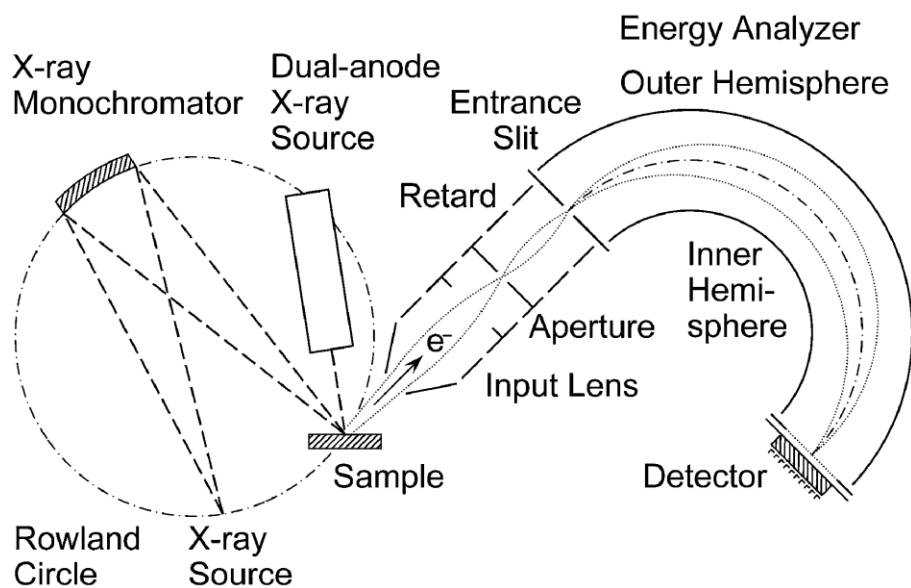 Energy Analyzer
Outer Hemisphere
X-ray
Monochromator
Dual-anode
X-ray
Source
Entrance
Slit
Retard
Inner
Hemi-
sphere
Aperture
e⁻
Input Lens
Sample
Detector
Rowland
Circle
X-ray
Source